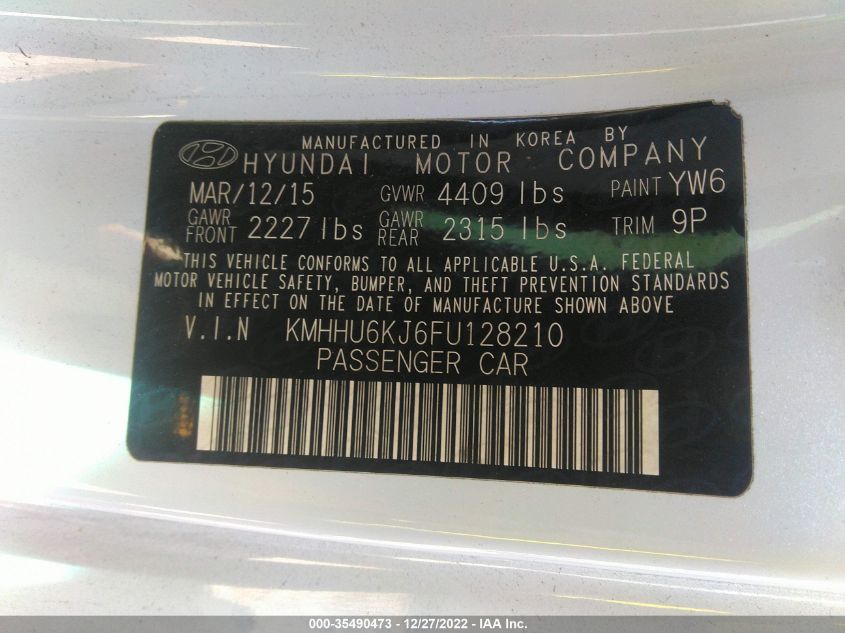 MANUFACTURED IN KOREA BY
HYUNDAI MOTOR COMPANY
MAR/12/15 GVWR 4409 lbs PAINT YW6
GAWR FRONT 2227 lbs GAWR REAR 2315 lbs TRIM 9P
THIS VEHICLE CONFORMS TO ALL APPLICABLE U.S.A. FEDERAL
MOTOR VEHICLE SAFETY, BUMPER, AND THEFT PREVENTION STANDARDS
IN EFFECT ON THE DATE OF MANUFACTURE SHOWN ABOVE
V.I.N KMHHU6KJ6FU128210
PASSENGER CAR
000-35490473 - 12/27/2022 - IAA Inc.